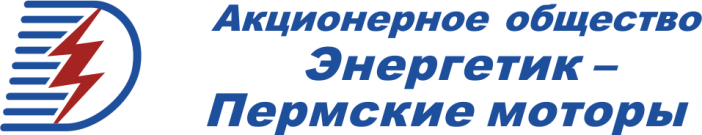 Акционерное общество
Энергетик –
Пермские моторы